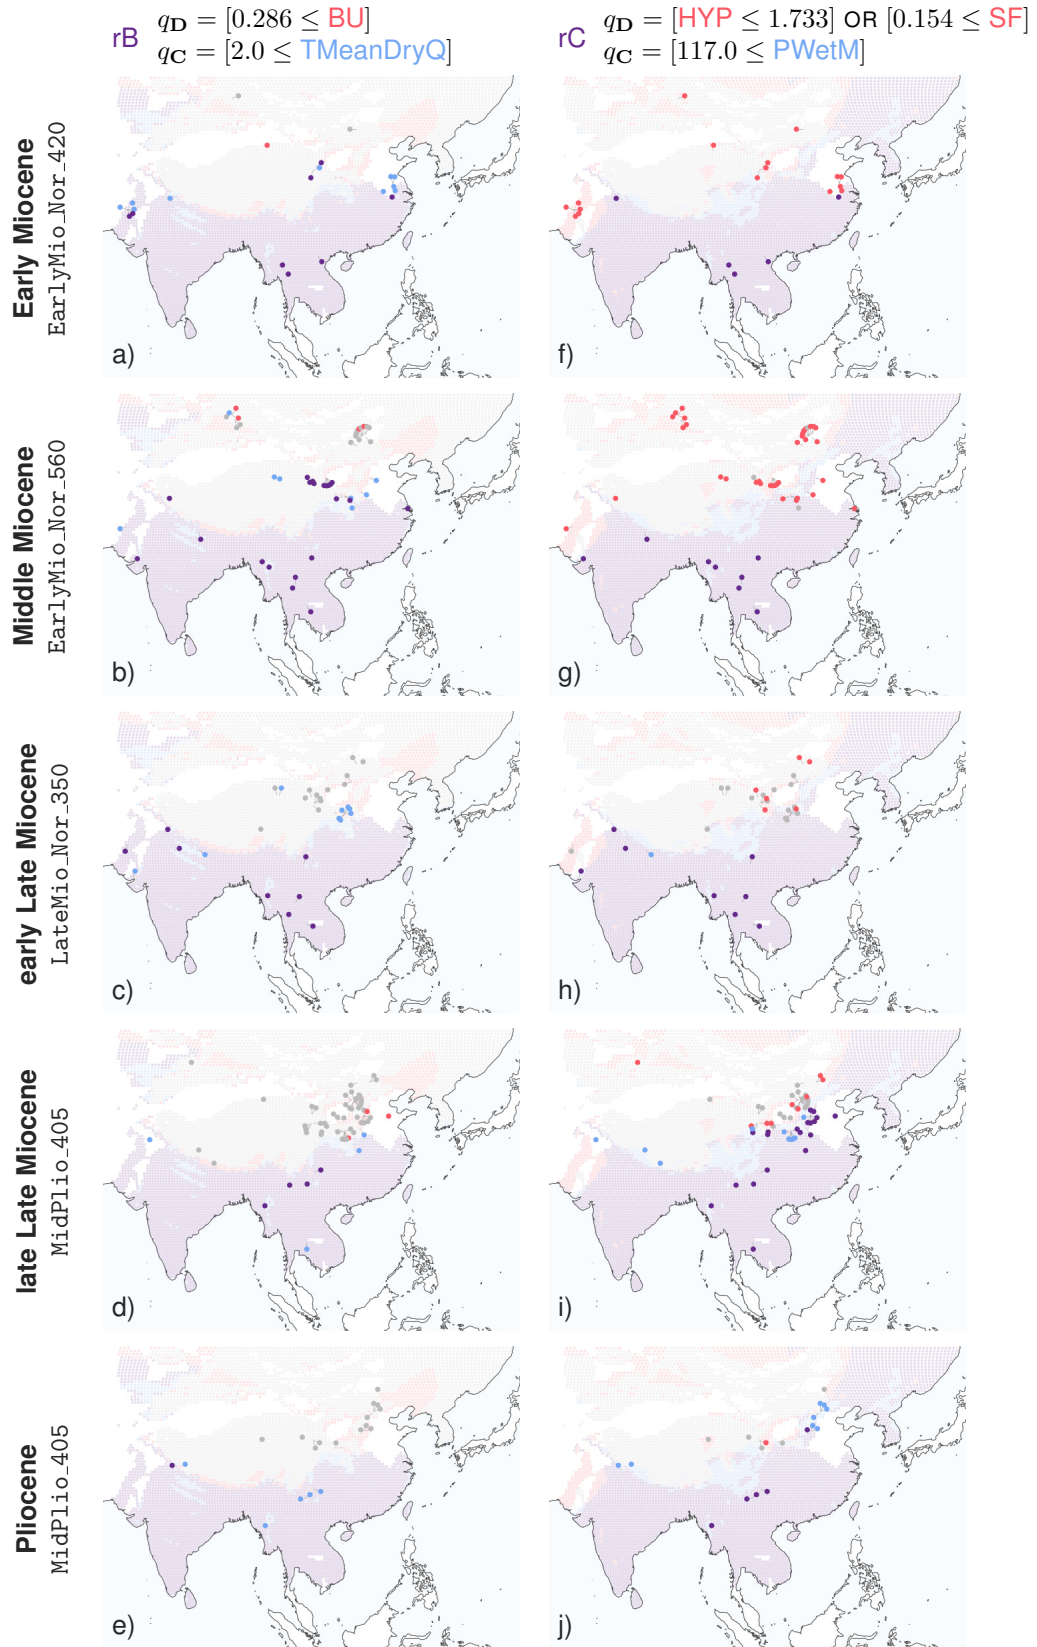 rB
q_D = [0.286 ≤ BU]
q_C = [2.0 ≤ TMeanDryQ]
rC
q_D = [HYP ≤ 1.733] OR [0.154 ≤ SF]
q_C = [117.0 ≤ PWetM]
Early Miocene
EarlyMio_Nor_420
a)
f)
Middle Miocene
EarlyMio_Nor_560
b)
g)
early Late Miocene
LateMio_Nor_350
c)
h)
late Late Miocene
MidPlio_405
d)
i)
Pliocene
MidPlio_405
e)
j)